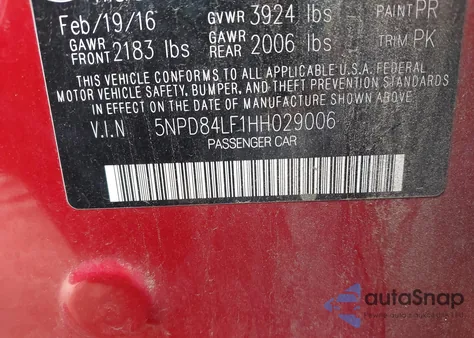 Feb/19/16 GVWR 3924 lbs PAINT PR
GAWR FRONT 2183 lbs GAWR REAR 2006 lbs TRIM PK
THIS VEHICLE CONFORMS TO ALL APPLICABLE U.S.A. FEDERAL
MOTOR VEHICLE SAFETY, BUMPER, AND THEFT PREVENTION STANDARDS
IN EFFECT ON THE DATE OF MANUFACTURE SHOWN ABOVE.
V.I.N 5NPD84LF1HH029006
PASSENGER CAR
autoSnap